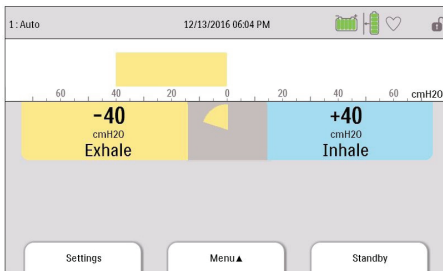 1 : Auto 12/13/2016 06:04 PM
60 40 20 0 20 40 60 cmH20
-40 +40
cmH20 cmH20
Exhale Inhale
Settings Menu▲ Standby